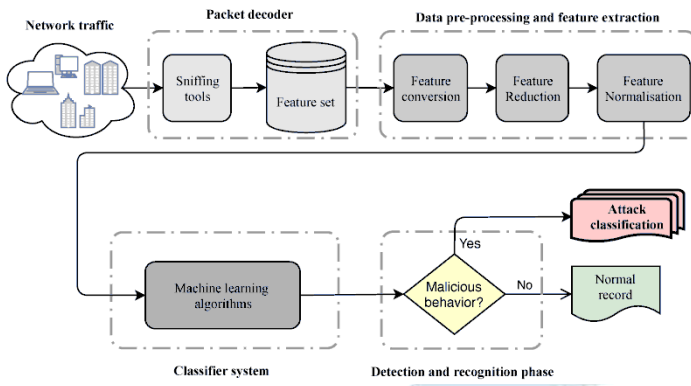 Packet decoder
Data pre-processing and feature extraction
Network traffic
Sniffing
tools
Feature set
Feature
conversion
Feature
Reduction
Feature
Normalisation
Attack
classification
Yes
Machine learning
algorithms
Malicious
behavior?
No
Normal
record
Classifier system
Detection and recognition phase